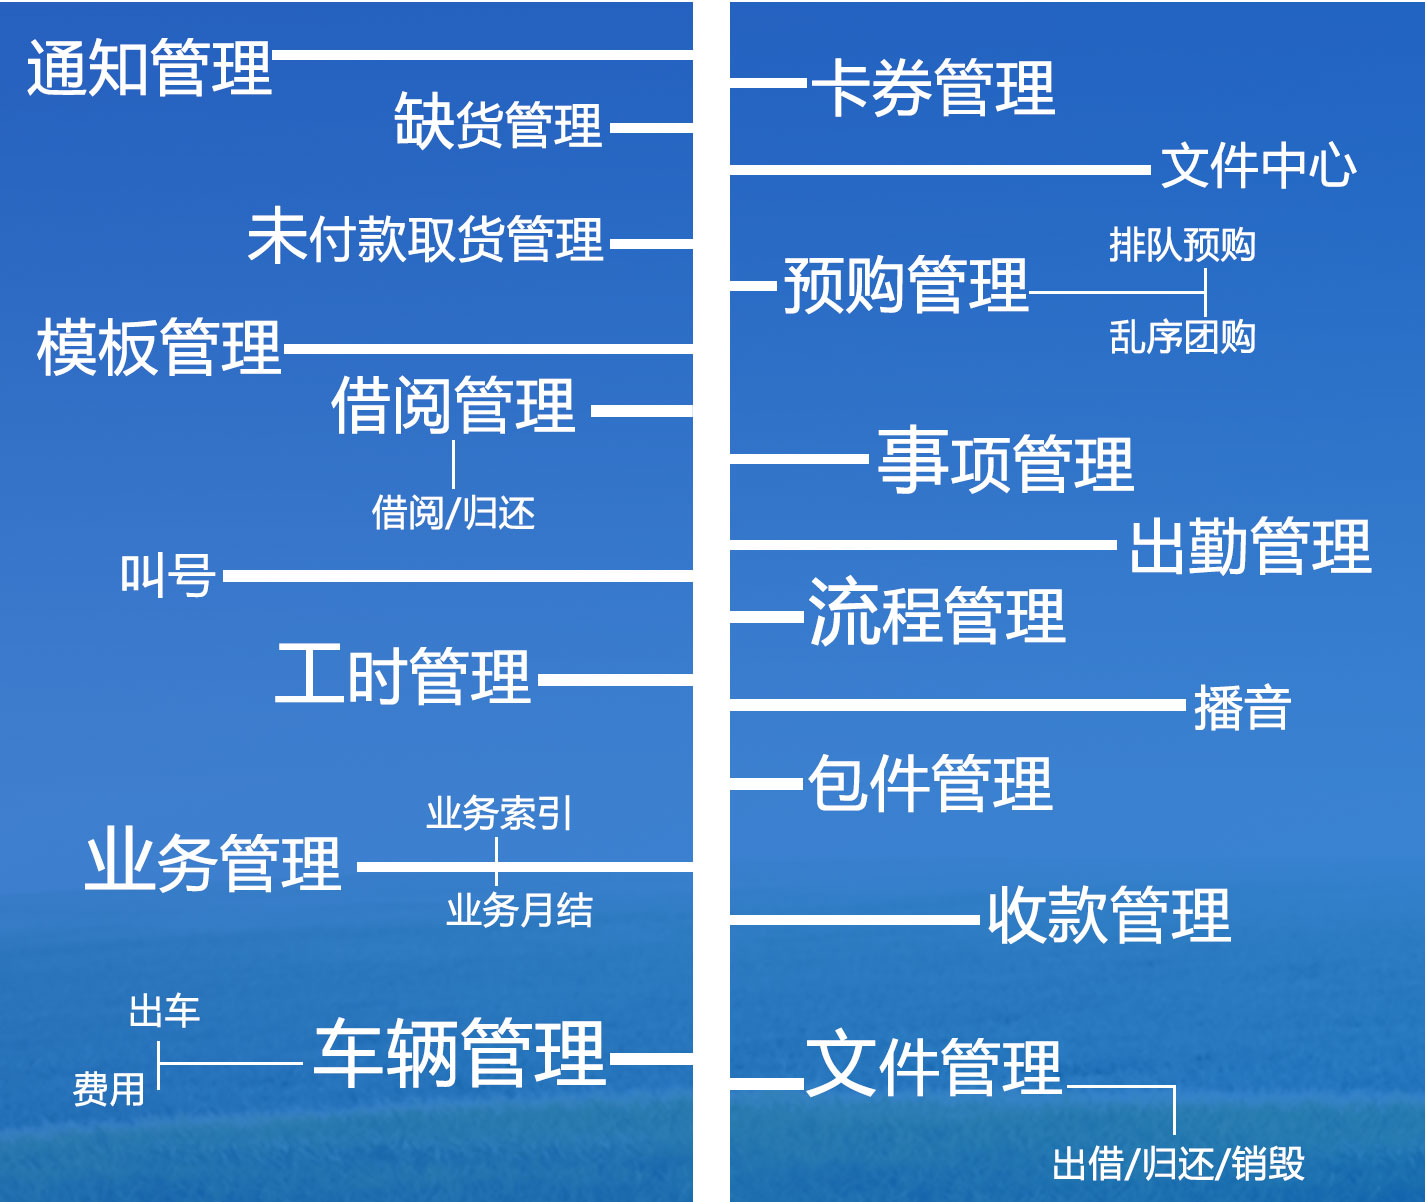 通知管理
缺货管理
未付款取货管理
模板管理
借阅管理
借阅/归还
叫号
工时管理
业务索引
业务管理
业务月结
出车
车辆管理
费用
卡券管理
文件中心
排队预购
预购管理
乱序团购
事项管理
出勤管理
流程管理
播音
包件管理
收款管理
文件管理
出借/归还/销毁